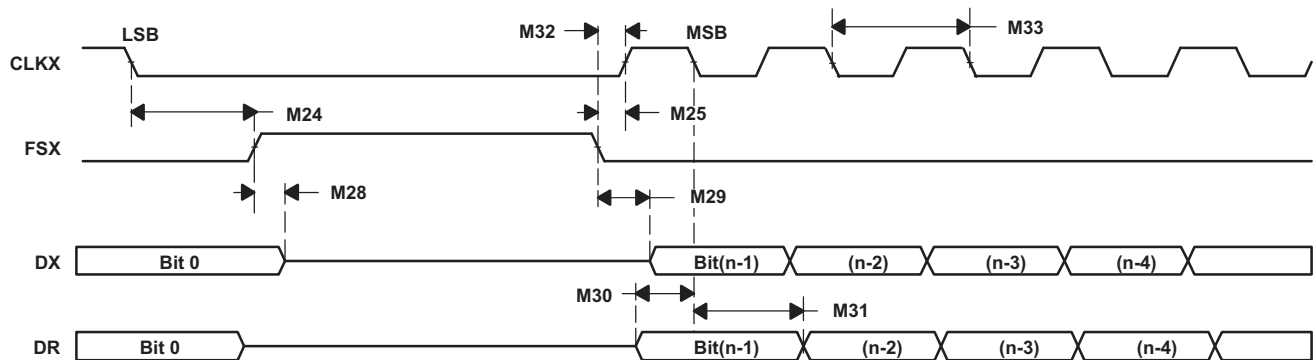 LSB
M32
MSB
M33
CLKX
M24
M25
FSX
M28
M29
DX
Bit 0
Bit(n-1)
(n-2)
(n-3)
(n-4)
M30
M31
DR
Bit 0
Bit(n-1)
(n-2)
(n-3)
(n-4)